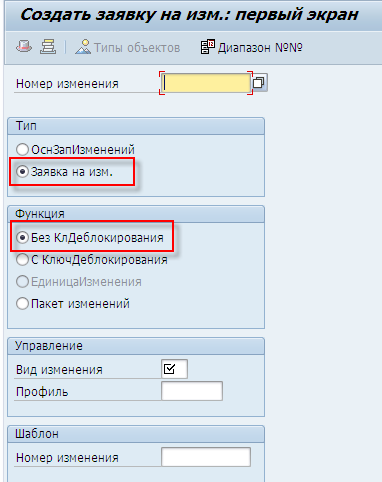 Создать заявку на изм.: первый экран
Типы объектов Диапазон №№
Номер изменения
Тип
ОснЗапИзменений
Заявка на изм.
Функция
Без КлДеблокирования
С КлючДеблокирования
ЕдиницаИзменения
Пакет изменений
Управление
Вид изменения
Профиль
Шаблон
Номер изменения